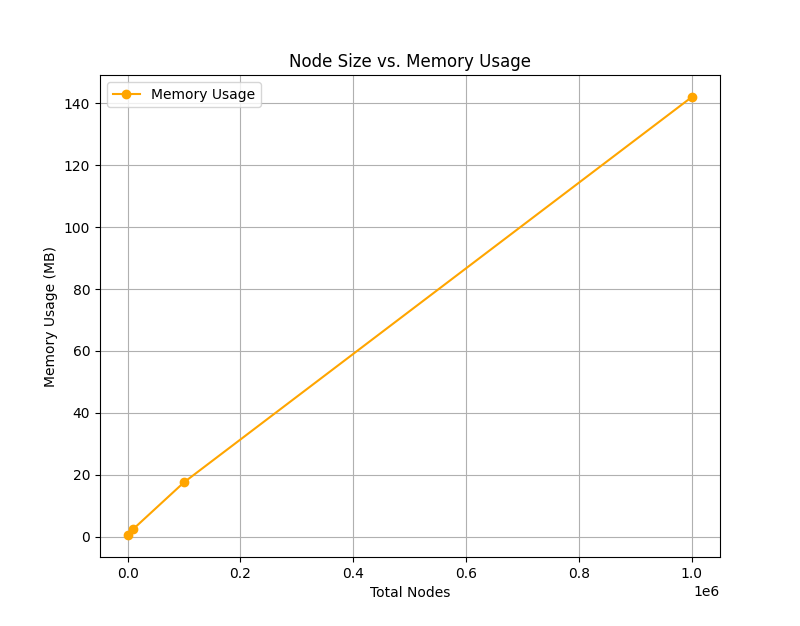 Node Size vs. Memory Usage
Memory Usage
Memory Usage (MB)
140
120
100
80
60
40
20
0
0.0 0.2 0.4 0.6 0.8 1.0
1e6
Total Nodes